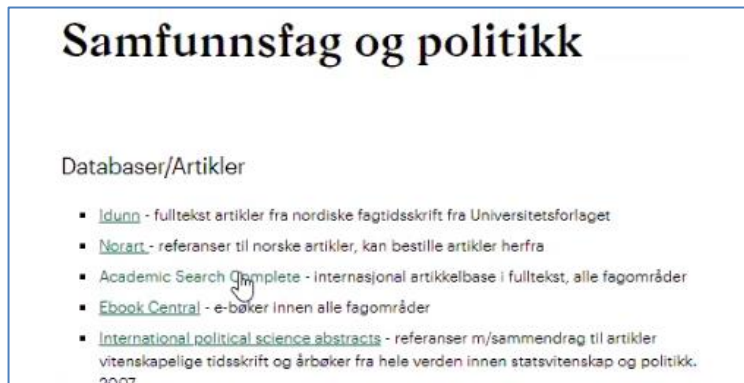 Samfunnsfag og politikk
Databaser/Artikler
▪ Idunn - fulltekst artikler fra nordiske fagtidsskrift fra Universitetsforlaget
▪ Norart - referanser til norske artikler, kan bestille artikler herfra
▪ Academic Search Complete - internasjonal artikkelbase i fulltekst, alle fagområder
▪ Ebook Central - e-bøker innen alle fagområder
▪ International political science abstracts - referanser m/sammendrag til artikler
vitenskapelige tidsskrift og årbøker fra hele verden innen statsvitenskap og politikk.